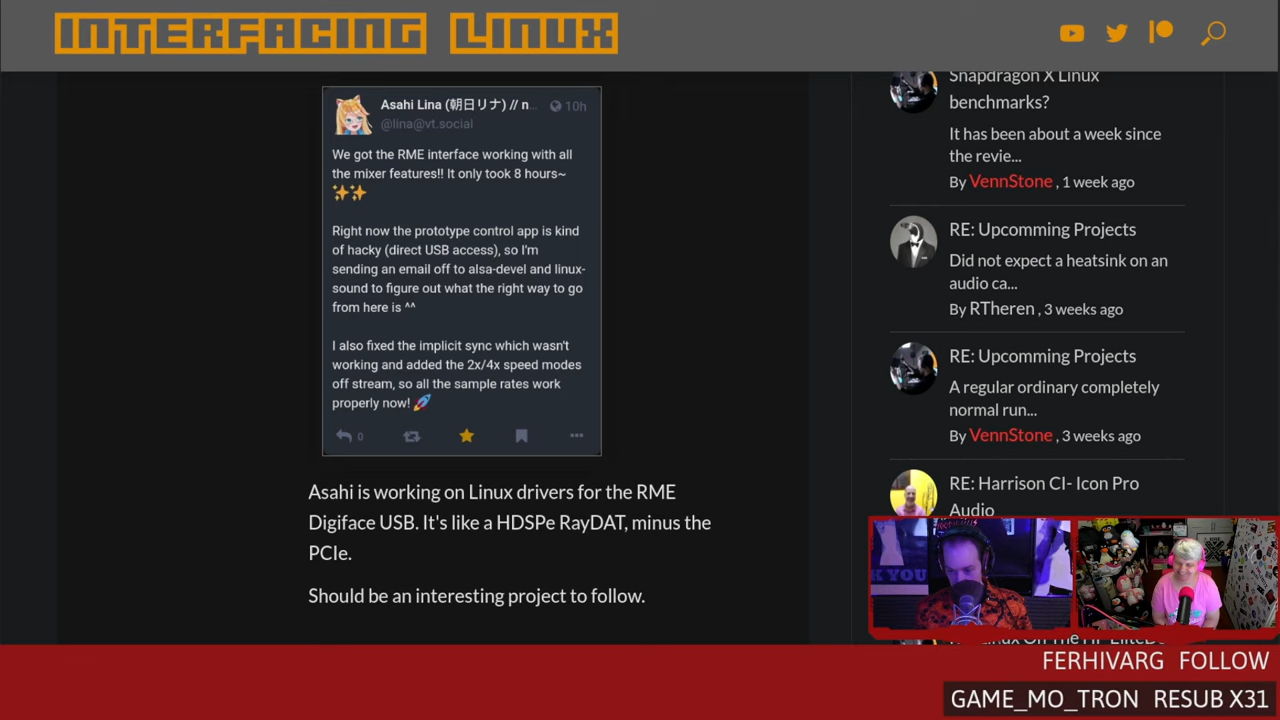 INTERFACING LINUX
Asahi Lina (朝日リナ) // n...
10h
@lina@vt.social
We got the RME interface working with all
the mixer features!! It only took 8 hours~
✨✨
Right now the prototype control app is kind
of hacky (direct USB access), so I'm
sending an email off to alsa-devel and linux-
sound to figure out what the right way to go
from here is ^^
I also fixed the implicit sync which wasn't
working and added the 2x/4x speed modes
off stream, so all the sample rates work
properly now! 🚀
0
Asahi is working on Linux drivers for the RME
Digiface USB. It's like a HDSPe RayDAT, minus the
PCIe.
Should be an interesting project to follow.
Snapdragon X Linux
benchmarks?
It has been about a week since
the revie...
By VennStone , 1 week ago
RE: Upcomming Projects
Did not expect a heatsink on an
audio ca...
By RTheren , 3 weeks ago
RE: Upcomming Projects
A regular ordinary completely
normal run...
By VennStone , 3 weeks ago
RE: Harrison CI- Icon Pro
Audio
K YOU
FERHIVARG FOLLOW
GAME_MO_TRON RESUB X31